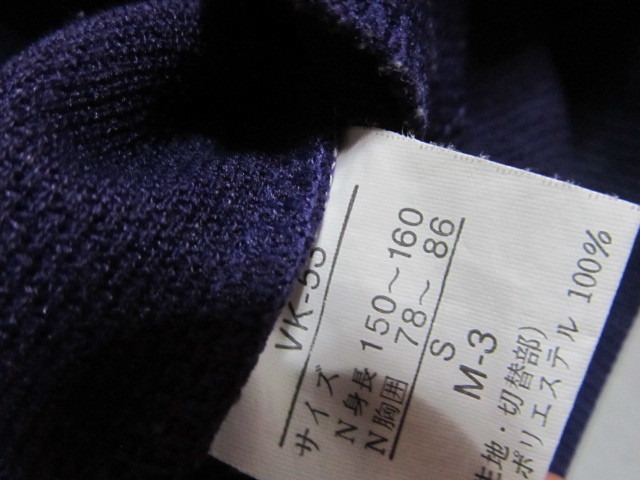 VK-53
サイズ S
N身長 150～160
N胸囲 78～86
M-3
生地・切替部)
ポリエステル 100%